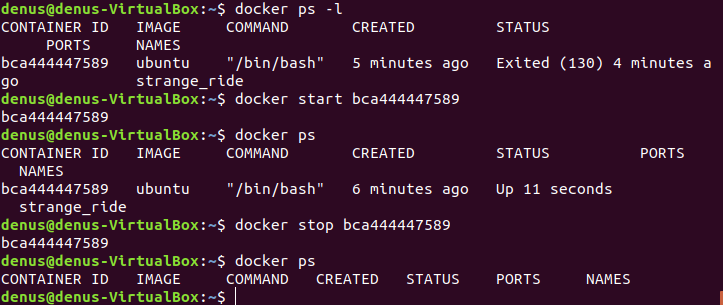 denus@denus-VirtualBox:~$ docker ps -l
CONTAINER ID   IMAGE     COMMAND       CREATED         STATUS
     PORTS     NAMES
bca444447589   ubuntu    "/bin/bash"   5 minutes ago   Exited (130) 4 minutes a
go             strange_ride
denus@denus-VirtualBox:~$ docker start bca444447589
bca444447589
denus@denus-VirtualBox:~$ docker ps
CONTAINER ID   IMAGE     COMMAND       CREATED         STATUS          PORTS
  NAMES
bca444447589   ubuntu    "/bin/bash"   6 minutes ago   Up 11 seconds
  strange_ride
denus@denus-VirtualBox:~$ docker stop bca444447589
bca444447589
denus@denus-VirtualBox:~$ docker ps
CONTAINER ID   IMAGE     COMMAND   CREATED   STATUS    PORTS     NAMES
denus@denus-VirtualBox:~$